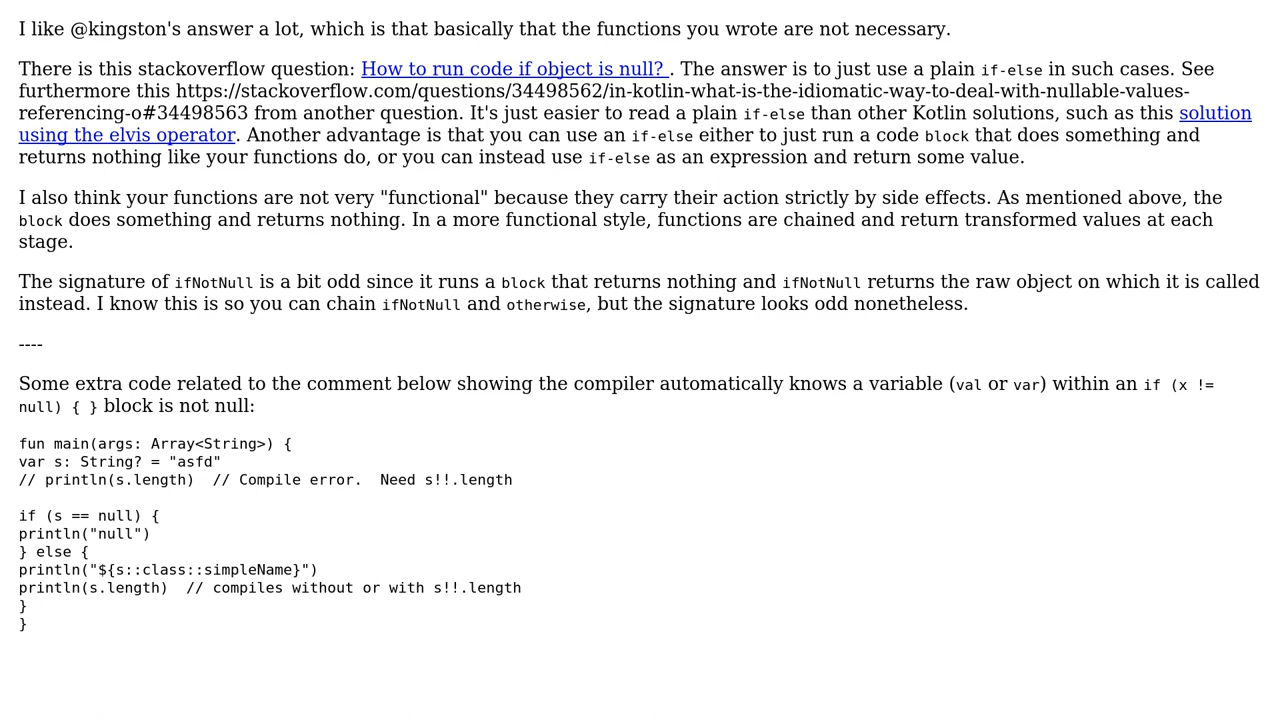 I like @kingston's answer a lot, which is that basically that the functions you wrote are not necessary.
There is this stackoverflow question: How to run code if object is null? . The answer is to just use a plain if-else in such cases. See
furthermore this https://stackoverflow.com/questions/34498562/in-kotlin-what-is-the-idiomatic-way-to-deal-with-nullable-values-
referencing-o#34498563 from another question. It's just easier to read a plain if-else than other Kotlin solutions, such as this solution
using the elvis operator. Another advantage is that you can use an if-else either to just run a code block that does something and
returns nothing like your functions do, or you can instead use if-else as an expression and return some value.
I also think your functions are not very "functional" because they carry their action strictly by side effects. As mentioned above, the
block does something and returns nothing. In a more functional style, functions are chained and return transformed values at each
stage.
The signature of ifNotNull is a bit odd since it runs a block that returns nothing and ifNotNull returns the raw object on which it is called
instead. I know this is so you can chain ifNotNull and otherwise, but the signature looks odd nonetheless.
----
Some extra code related to the comment below showing the compiler automatically knows a variable (val or var) within an if (x !=
null) { } block is not null:
fun main(args: Array<String>) {
var s: String? = "asfd"
// println(s.length)  // Compile error.  Need s!!.length
if (s == null) {
println("null")
} else {
println("${s::class::simpleName}")
println(s.length)  // compiles without or with s!!.length
}
}